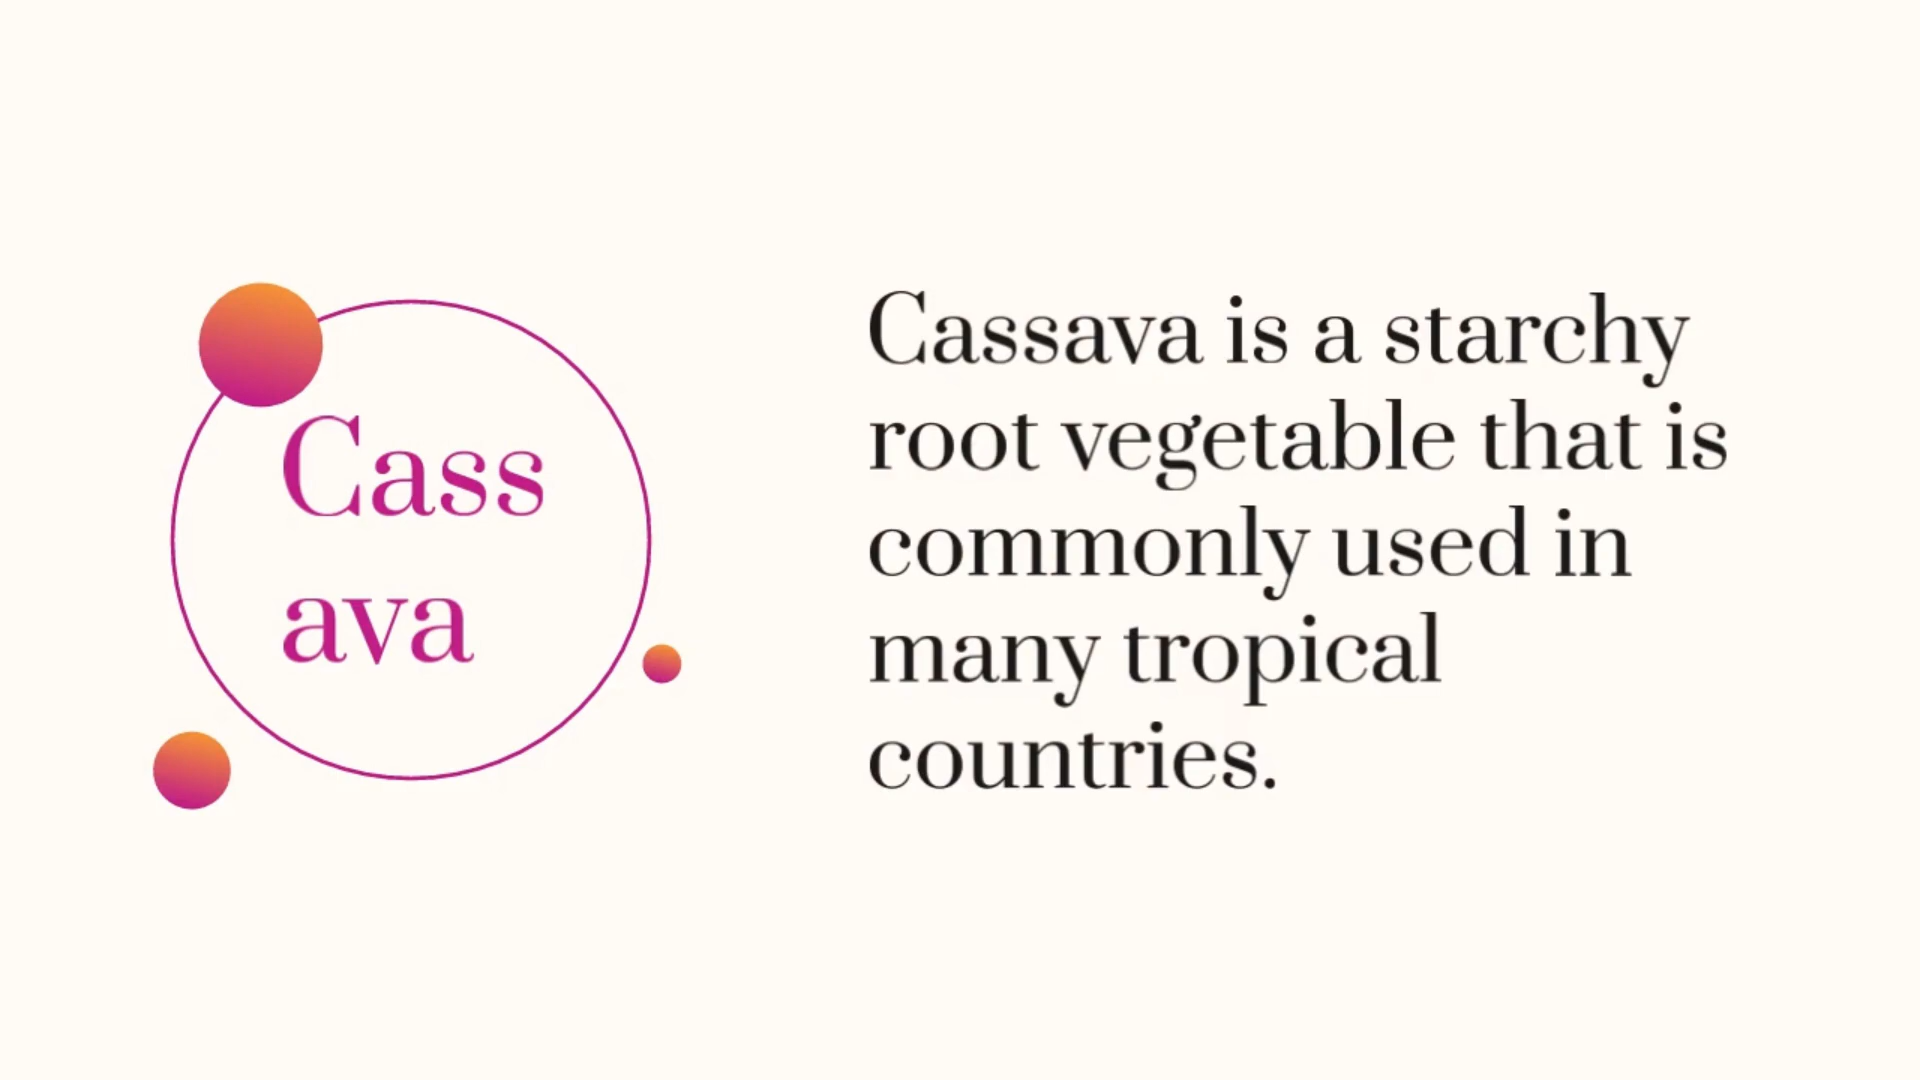 Cass
ava
Cassava is a starchy
root vegetable that is
commonly used in
many tropical
countries.